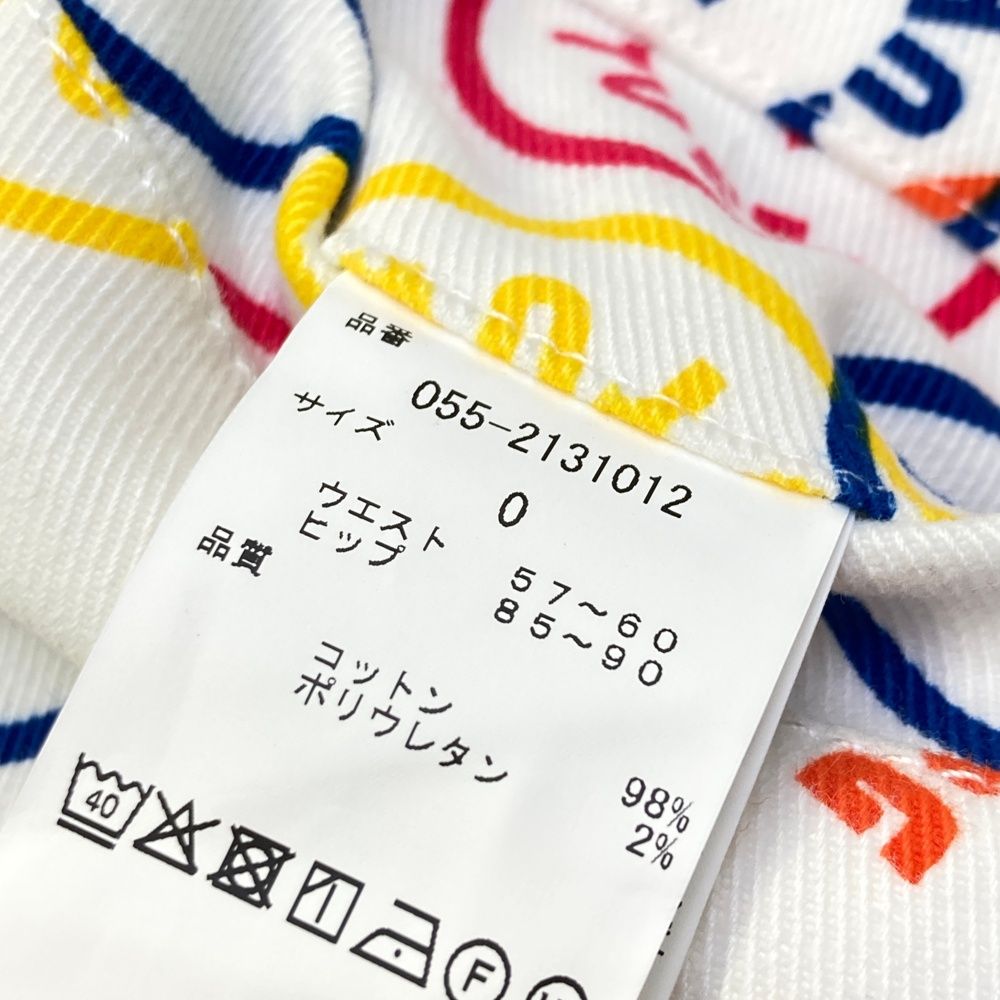 品番
055-2131012
サイズ
0
ウエスト 57~60
ヒップ 85~90
品質
コットン 98%
ポリウレタン 2%
40
F